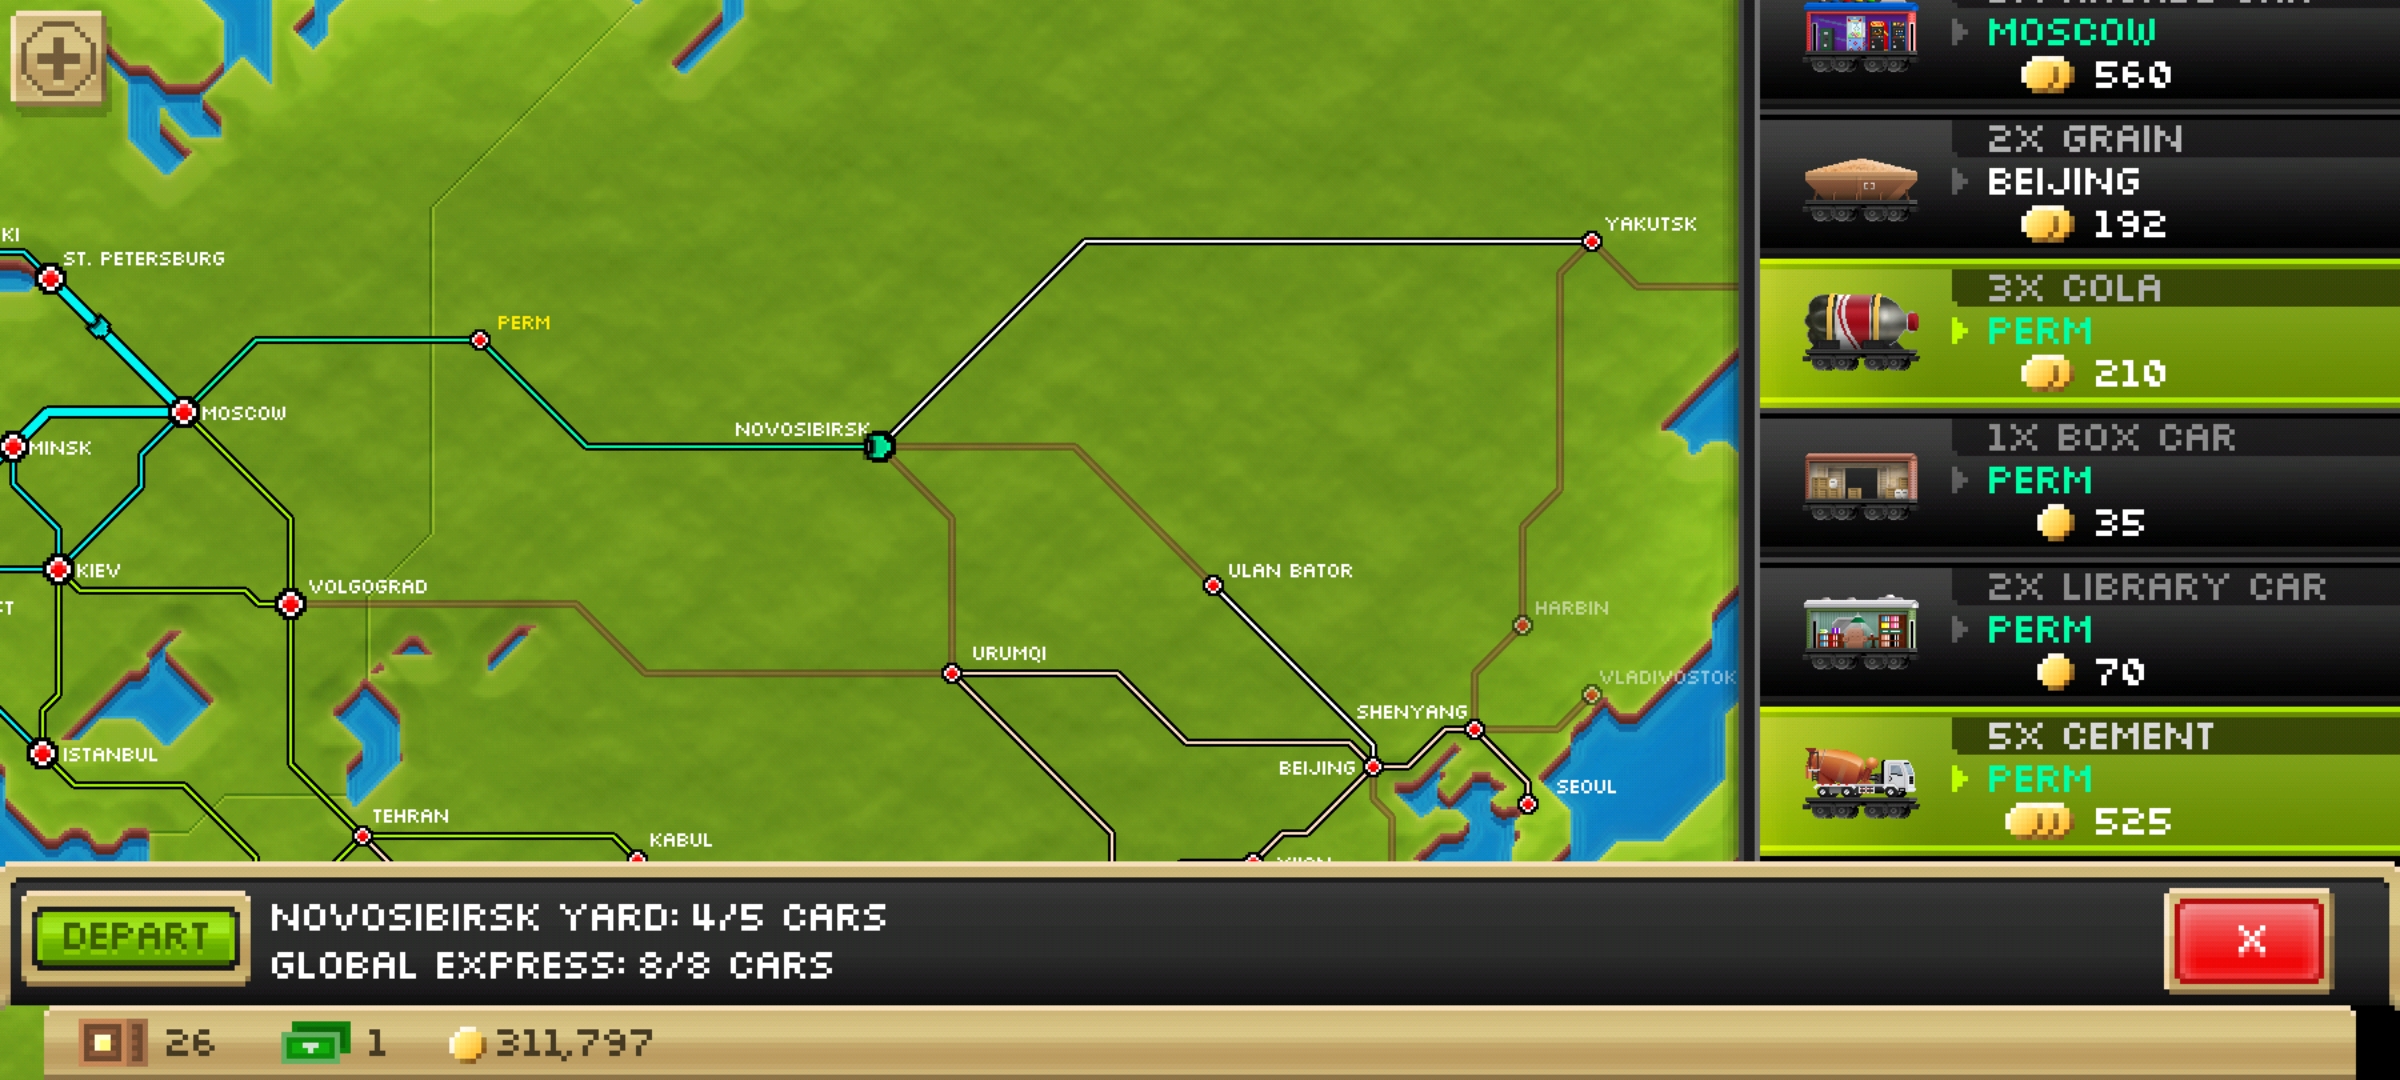 MOSCOW
560
2X GRAIN
BEIJING
192
3X COLA
PERM
210
1X BOX CAR
PERM
35
2X LIBRARY CAR
PERM
70
5X CEMENT
PERM
525
YAKUTSK
KI
ST. PETERSBURG
PERM
MOSCOW
NOVOSIBIRSK
MINSK
KIEV
ULAN BATOR
VOLGOGRAD
HARBIN
URUMQI
VLADIVOSTOK
SHENYANG
ISTANBUL
BEIJING
SEOUL
TEHRAN
KABUL
DEPART
NOVOSIBIRSK YARD: 4/5 CARS
GLOBAL EXPRESS: 8/8 CARS
X
26
1
311,797